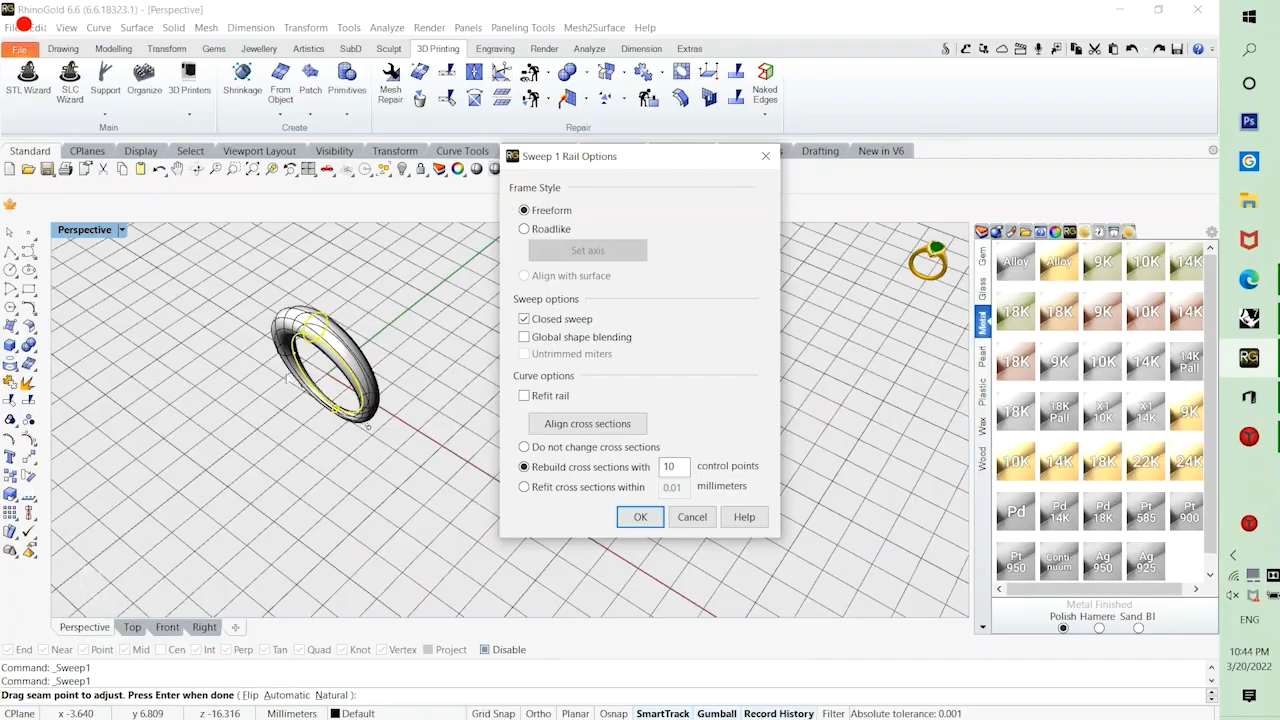 RhinoGold 6.6 (6.6.18323.1) - [Perspective]
File Edit View Curve Surface Solid Mesh Dimension Transform Tools Analyze Render Panels Paneling Tools Mesh2Surface Help
File Drawing Modelling Transform Gems Jewellery Artistics SubD Sculpt 3D Printing Engraving Render Analyze Dimension Extras
STL Wizard SLC Wizard Support Organize 3D Printers Shrinkage From Object Patch Primitives Mesh Repair Naked Edges
Main Create Repair
Standard CPlanes Display Select Viewport Layout Visibility Transform Curve Tools Drafting New in V6
Sweep 1 Rail Options
Frame Style
Freeform
Roadlike
Set axis
Align with surface
Sweep options
Closed sweep
Global shape blending
Untrimmed miters
Curve options
Refit rail
Align cross sections
Do not change cross sections
Rebuild cross sections with 10 control points
Refit cross sections within 0.01 millimeters
OK Cancel Help
Perspective
Gem
Glass
Metal
Pearl
Plastic
Wax
Wood
Alloy Alloy 9K 10K 14K
18K 9K 10K 14K
18K 9K 10K 14K 14K Pall
18K 18K Pall X1 10K X1 14K 9K
10K 14K 18K 22K 24K
Pd Pd 14K Pd 18K Pt 585 Pt 900
Pt 950 Conti-nuum Ag 950 Ag 925
Metal Finished
Polish Hamere Sand Bl
Perspective Top Front Right
End Near Point Mid Cen Int Perp Tan Quad Knot Vertex Project Disable
Command: _Sweep1
Command: _Sweep1
Drag seam point to adjust. Press Enter when done ( Flip Automatic Natural ):
CPlane x -3.640 y 6.809 z -16.316 Millimeters Default Grid Snap Ortho Planar Osnap SmartTrack Gumball Record History Filter Absolute tolerance: 0.001
Ps
RG
ENG
10:44 PM
3/20/2022